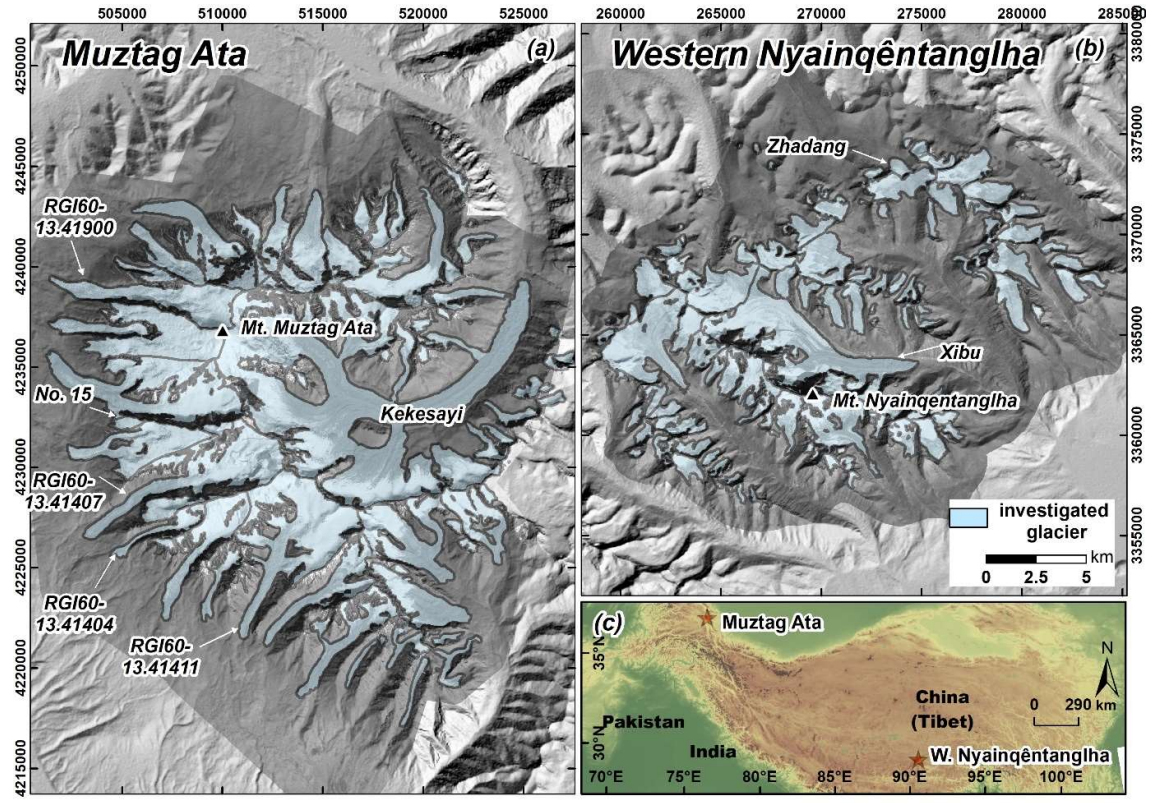 505000 510000 515000 520000 525000
Muztag Ata
(a)
4250000
4245000
4240000
4235000
4230000
4225000
4220000
4215000
RGI60-
13.41900
Mt. Muztag Ata
No. 15
Kekesayi
RGI60-
13.41407
RGI60-
13.41404
RGI60-
13.41411
260000 265000 270000 275000 280000 285000
Western Nyainqêntanglha
(b)
3380000
3375000
3370000
3365000
3360000
3355000
Zhadang
Xibu
Mt. Nyainqentanglha
investigated
glacier
km
0 2.5 5
(c)
Muztag Ata
35°N
30°N
N
China
(Tibet)
0 290 km
Pakistan
India
W. Nyainqêntanglha
70°E 75°E 80°E 85°E 90°E 95°E 100°E